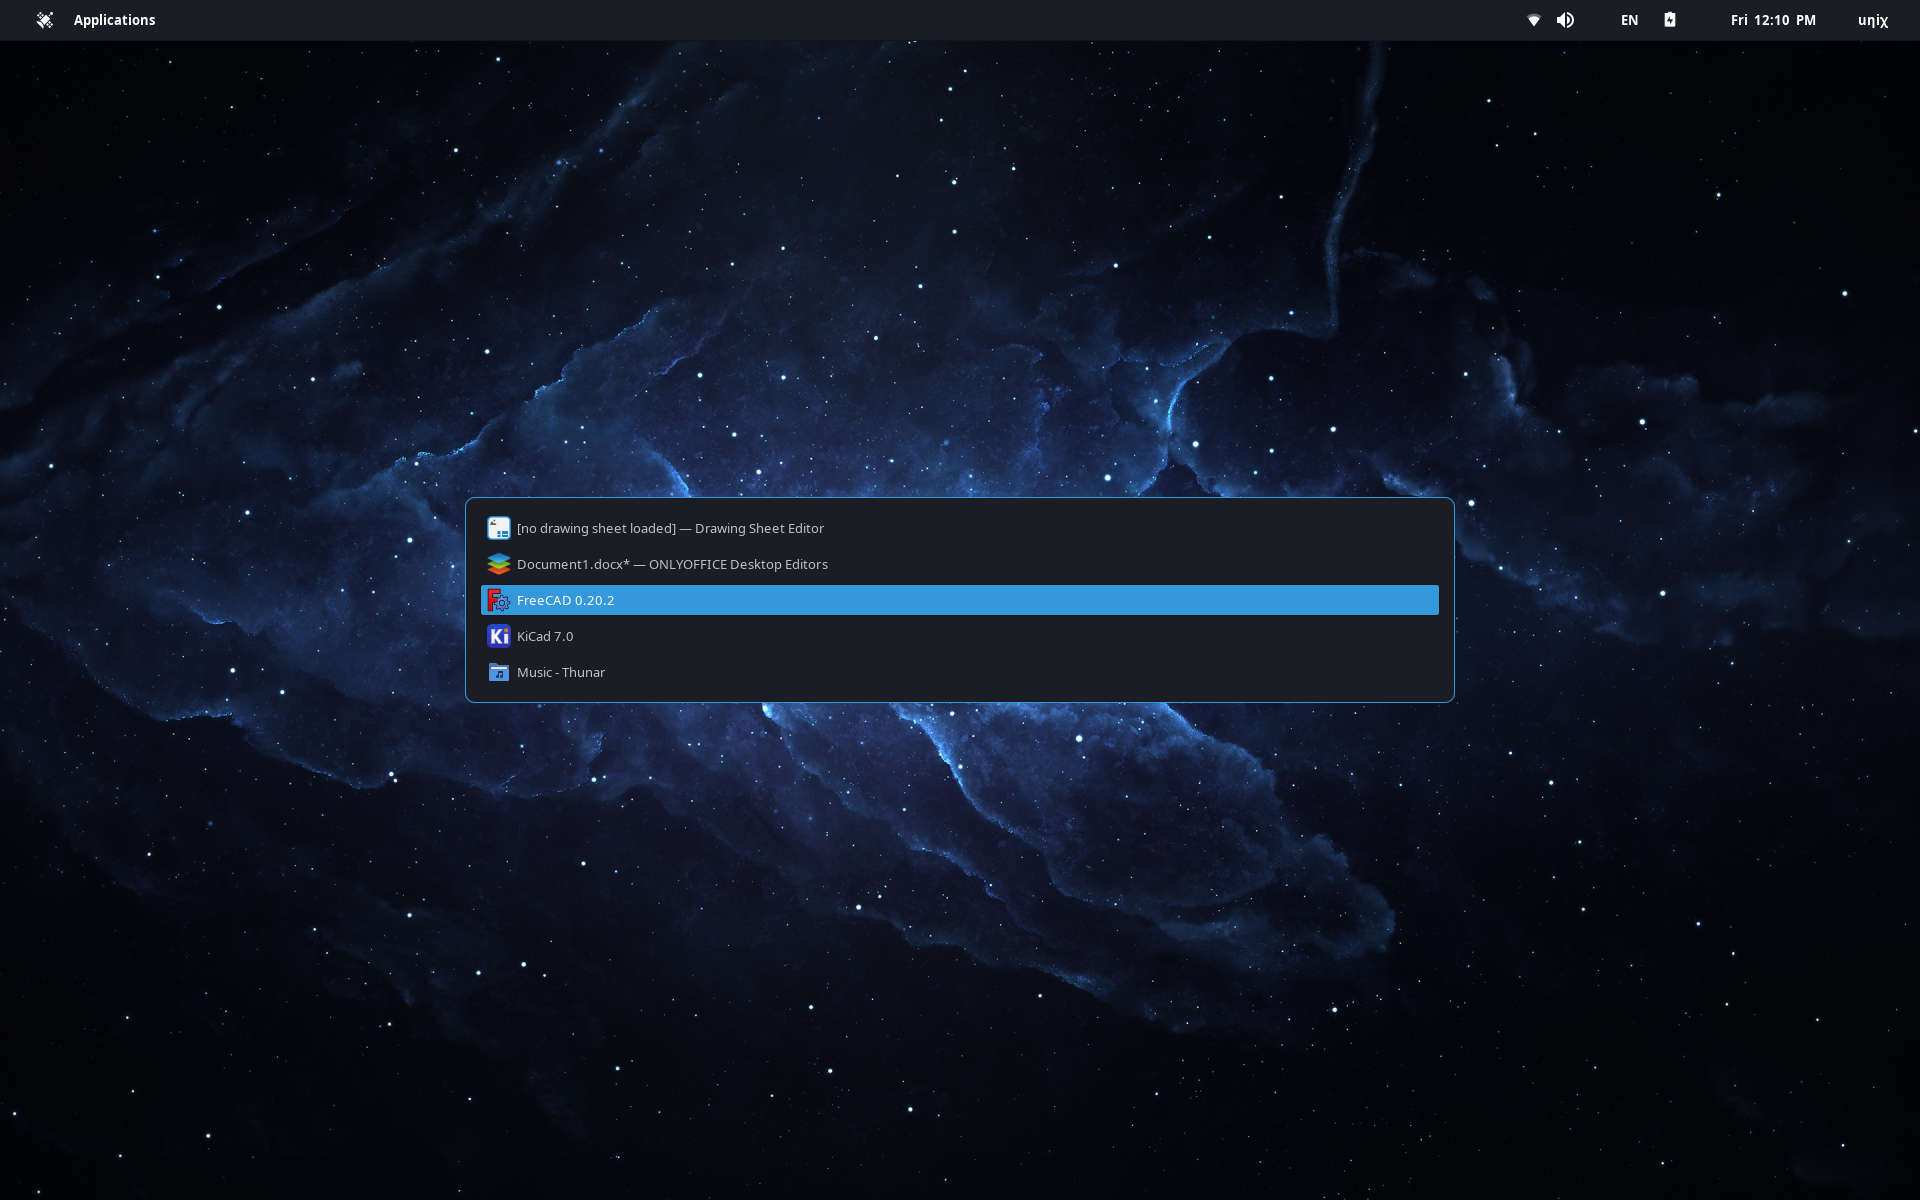 Applications
EN
Fri 12:10 PM
uηiχ
[no drawing sheet loaded] — Drawing Sheet Editor
Document1.docx* — ONLYOFFICE Desktop Editors
FreeCAD 0.20.2
Ki
KiCad 7.0
Music - Thunar